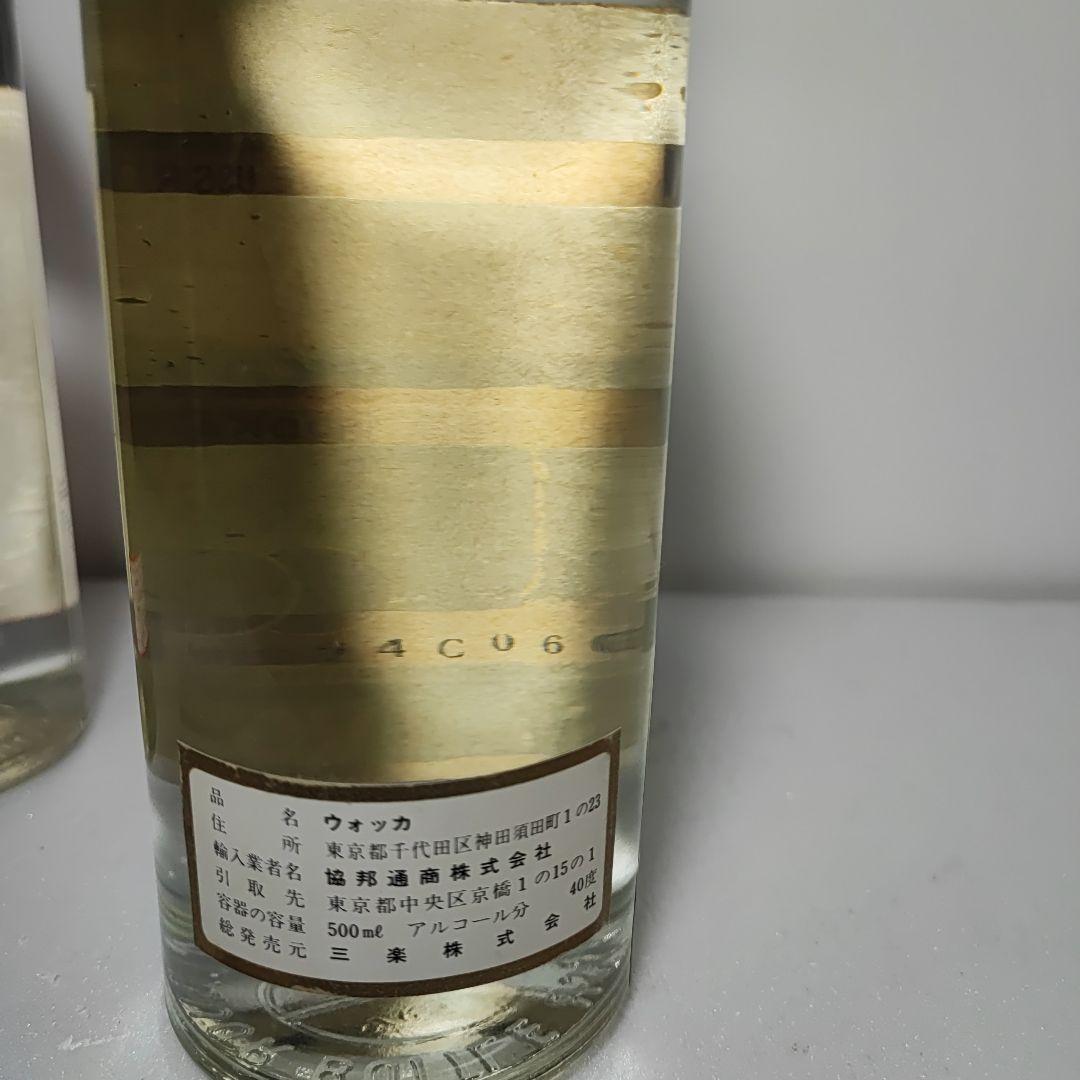 44C06
品名 ウォッカ
住所 東京都千代田区神田須田町1の23
輸入業者名 協邦通商株式会社
引取先 東京都中央区京橋1の15の1
容器の容量 500mℓ アルコール分 40度
総発売元 三楽株式会社